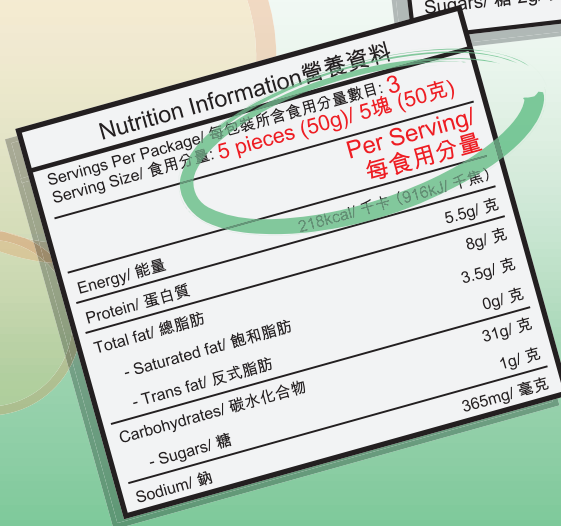 Sugars/ 糖 2g/
Nutrition Information營養資料
Servings Per Package/ 每包裝所含食用分量數目: 3
Serving Size/ 食用分量: 5 pieces (50g)/ 5塊 (50克)
Per Serving/
每食用分量
Energy/ 能量 218kcal/ 千卡 (916kJ/ 千焦)
Protein/ 蛋白質 5.5g/ 克
Total fat/ 總脂肪 8g/ 克
- Saturated fat/ 飽和脂肪 3.5g/ 克
- Trans fat/ 反式脂肪 0g/ 克
Carbohydrates/ 碳水化合物 31g/ 克
- Sugars/ 糖 1g/ 克
Sodium/ 鈉 365mg/ 毫克